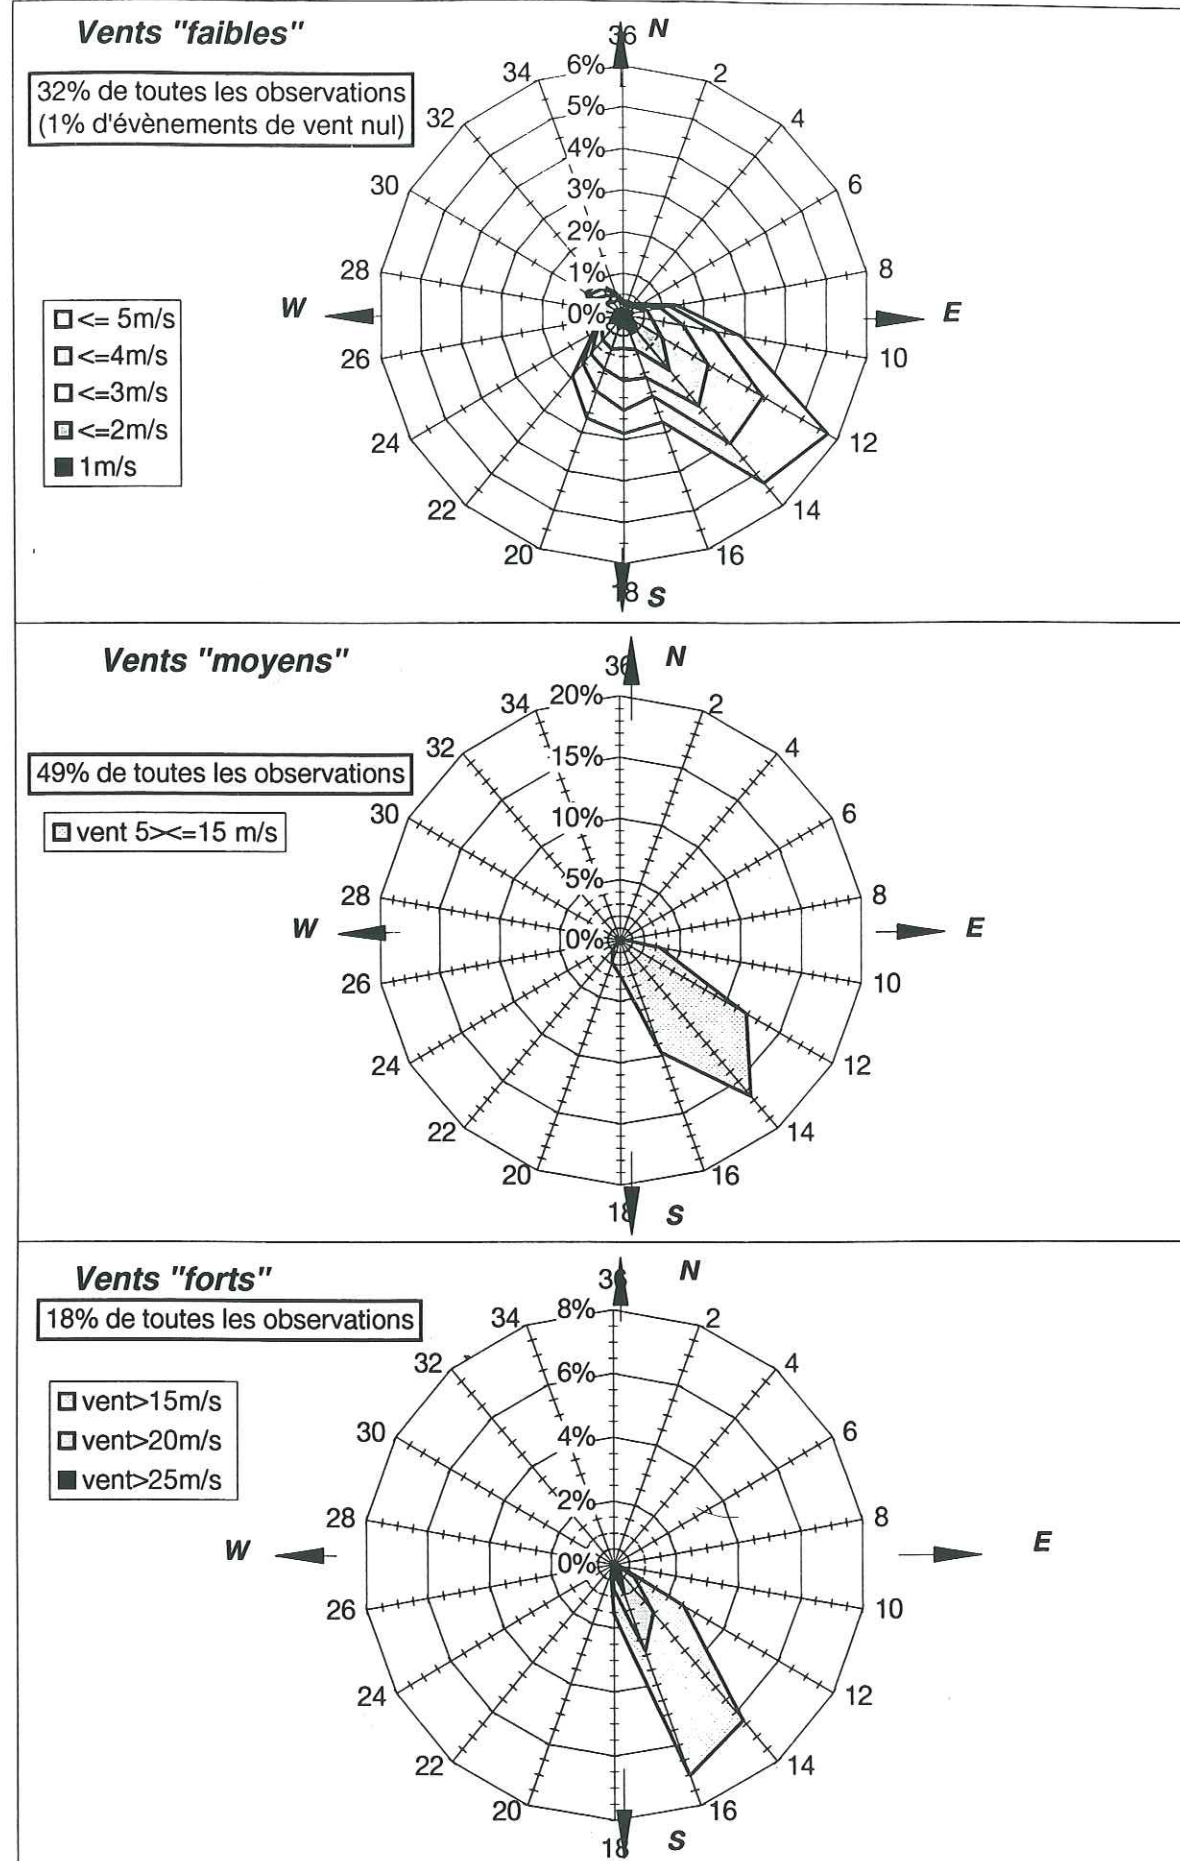 Vents "faibles"
32% de toutes les observations
(1% d'évènements de vent nul)
<= 5m/s
<=4m/s
<=3m/s
<=2m/s
1m/s
36
N
6%
5%
4%
3%
2%
1%
0%
2
4
6
8
E
10
12
14
16
18
S
20
22
24
26
W
28
30
32
34
Vents "moyens"
49% de toutes les observations
vent 5><=15 m/s
36
N
20%
15%
10%
5%
0%
2
4
6
8
E
10
12
14
16
18
S
20
22
24
26
W
28
30
32
34
Vents "forts"
18% de toutes les observations
vent>15m/s
vent>20m/s
vent>25m/s
36
N
8%
6%
4%
2%
0%
2
4
6
8
E
10
12
14
16
18
S
20
22
24
26
W
28
30
32
34